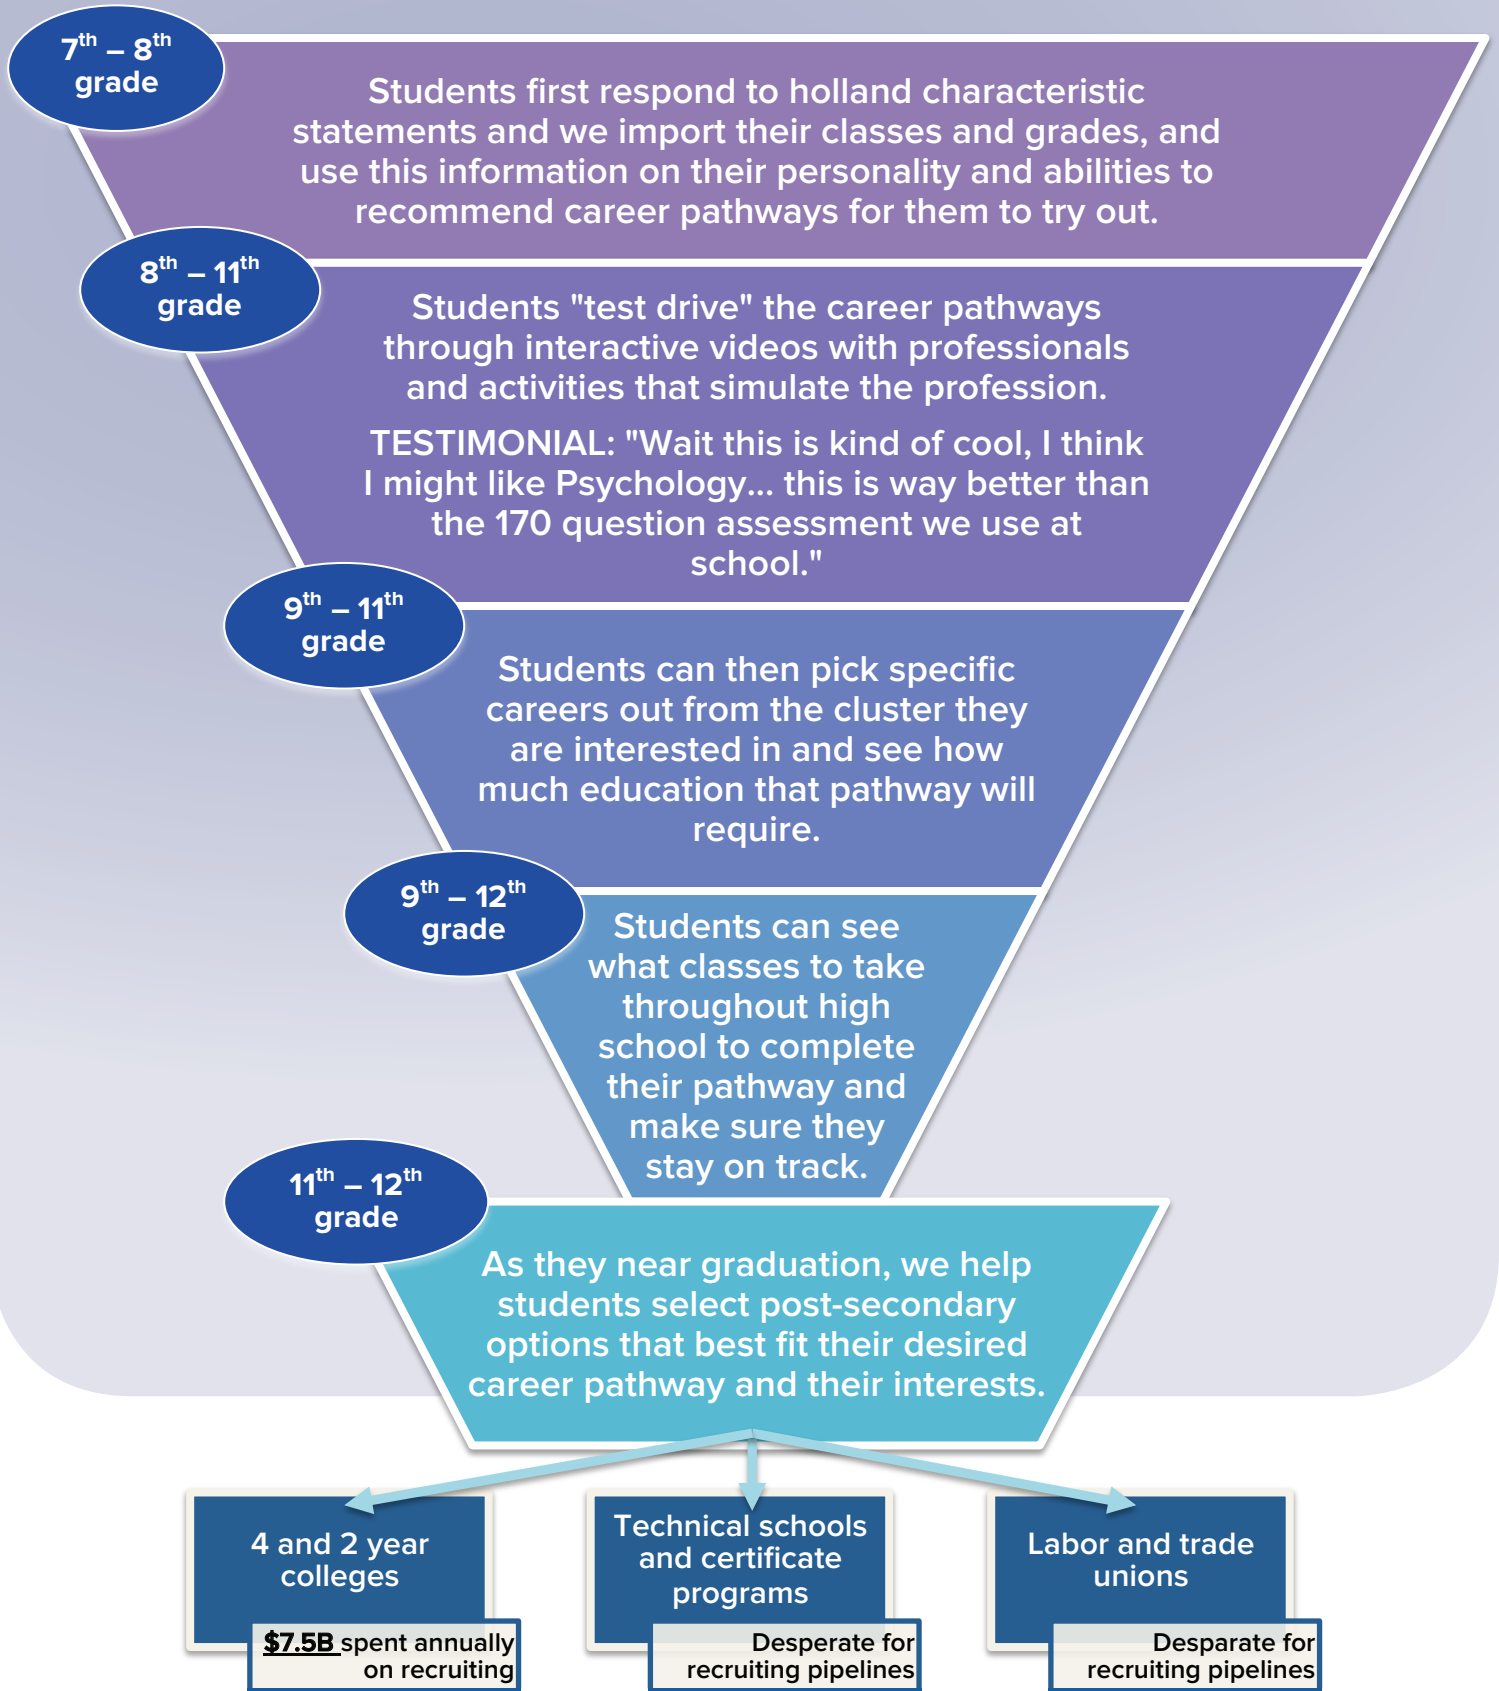 7th – 8th
grade
Students first respond to holland characteristic
statements and we import their classes and grades, and
use this information on their personality and abilities to
recommend career pathways for them to try out.
8th – 11th
grade
Students "test drive" the career pathways
through interactive videos with professionals
and activities that simulate the profession.
TESTIMONIAL: "Wait this is kind of cool, I think
I might like Psychology... this is way better than
the 170 question assessment we use at
school."
9th – 11th
grade
Students can then pick specific
careers out from the cluster they
are interested in and see how
much education that pathway will
require.
9th – 12th
grade
Students can see
what classes to take
throughout high
school to complete
their pathway and
make sure they
stay on track.
11th – 12th
grade
As they near graduation, we help
students select post-secondary
options that best fit their desired
career pathway and their interests.
4 and 2 year
colleges
$7.5B spent annually
on recruiting
Technical schools
and certificate
programs
Desperate for
recruiting pipelines
Labor and trade
unions
Desparate for
recruiting pipelines